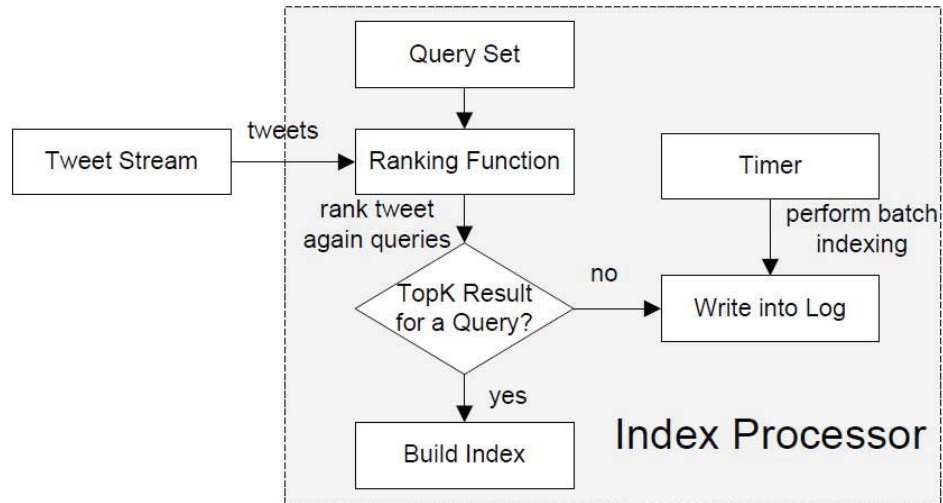 Query Set
tweets
Tweet Stream
Ranking Function
Timer
rank tweet
again queries
perform batch
indexing
TopK Result
for a Query?
no
Write into Log
yes
Build Index
Index Processor